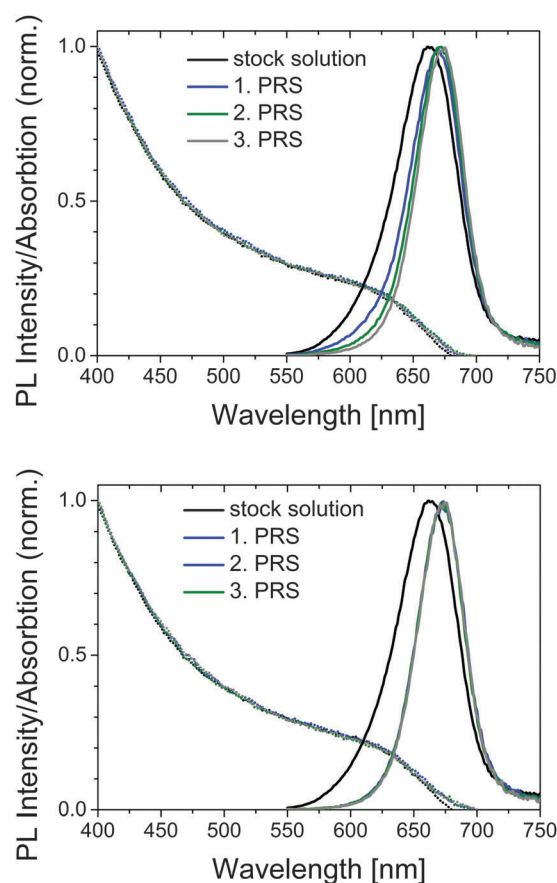 PL Intensity/Absorbtion (norm.)
1.0
0.5
0.0
stock solution
1. PRS
2. PRS
3. PRS
400 450 500 550 600 650 700 750
Wavelength [nm]
PL Intensity/Absorbtion (norm.)
1.0
0.5
0.0
stock solution
1. PRS
2. PRS
3. PRS
400 450 500 550 600 650 700 750
Wavelength [nm]